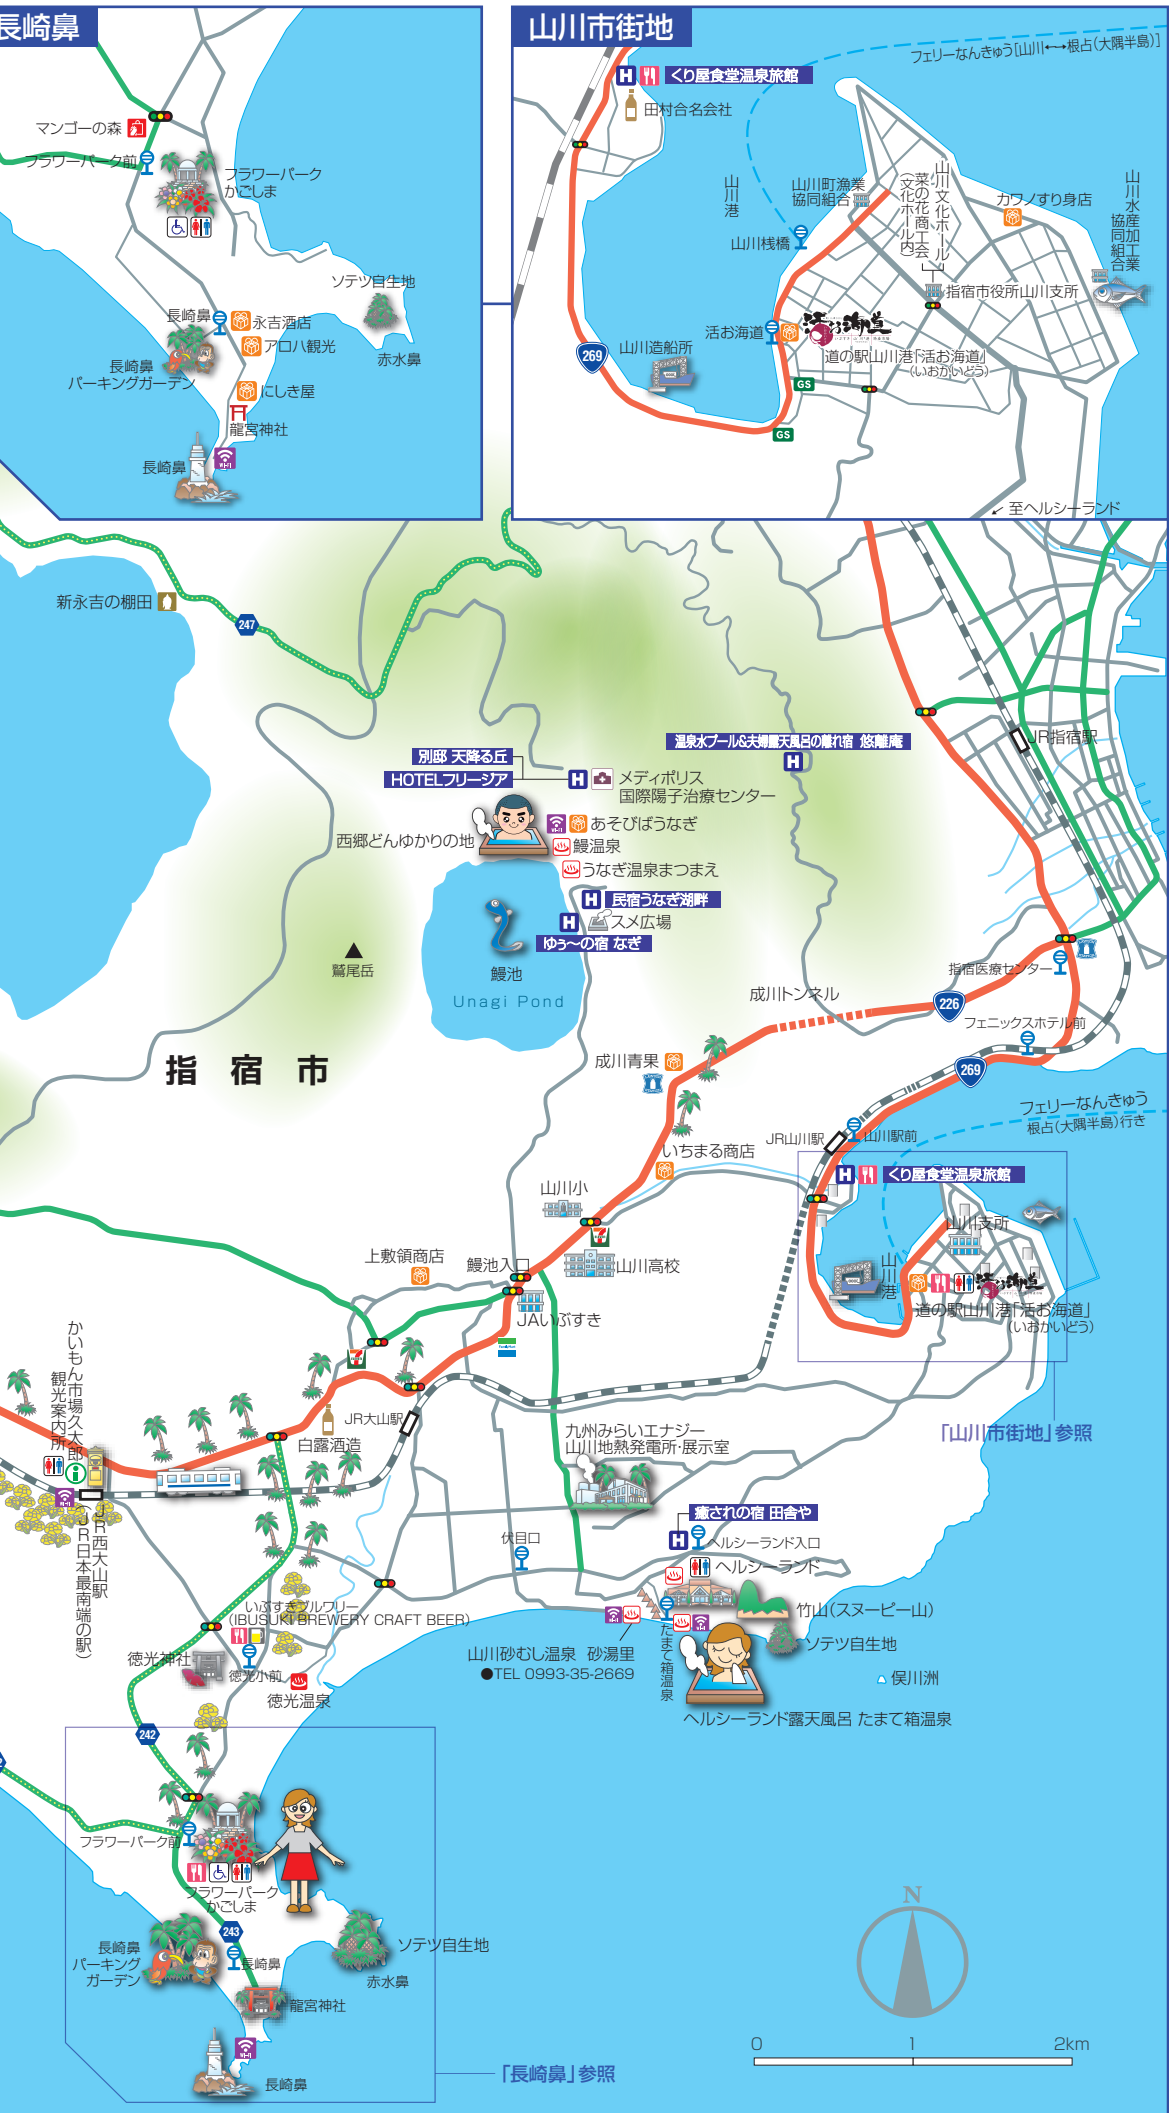 長崎鼻
マンゴーの森
フラワーパーク前
フラワーパーク
かごしま
ソテツ自生地
長崎鼻
永吉酒店
アロハ観光
赤水鼻
長崎鼻
パーキングガーデン
にしき屋
龍宮神社
長崎鼻
Wi-Fi
山川市街地
フェリーなんきゅう[山川⟷根占(大隅半島)]
H くり屋食堂温泉旅館
田村合名会社
山川港
山川町漁業
協同組合
山川桟橋
山川文化ホール
菜の花商工会
(文化ホール内)
カワノすり身店
山川水産加工業
協同組合
指宿市役所山川支所
活お海道
活お海道
道の駅山川港「活お海道」
(いおかいどう)
山川造船所
269
GS
GS
至ヘルシーランド
新永吉の棚田
247
別邸 天降る丘
HOTELフリージア
H
メディポリス
国際陽子治療センター
温泉水プール&夫婦露天風呂の離れ宿 悠離庵
H
JR指宿駅
西郷どんゆかりの地
Wi-Fi
あそびばうなぎ
鰻温泉
うなぎ温泉まつまえ
H 民宿うなぎ湖畔
H スメ広場
ゆぅ〜の宿 なぎ
鰻池
Unagi Pond
鷲尾岳
指宿市
指宿医療センター
成川トンネル
226
フェニックスホテル前
269
成川青果
フェリーなんきゅう
根占(大隅半島)行き
JR山川駅
山川駅前
いちまる商店
H くり屋食堂温泉旅館
山川小
山川支所
山川高校
山川港
上敷領商店
鰻池入口
JAいぶすき
活お海道
道の駅山川港「活お海道」
(いおかいどう)
「山川市街地」参照
かいもん市場久太郎
観光案内所
JR大山駅
白露酒造
九州みらいエナジー
山川地熱発電所・展示室
Wi-Fi
JR西大山駅
(JR日本最南端の駅)
癒されの宿 田舎や
H
伏目口
ヘルシーランド入口
ヘルシーランド
いぶすきブルワリー
(IBUSUKI BREWERY CRAFT BEER)
Wi-Fi
Wi-Fi
竹山(スヌーピー山)
ソテツ自生地
山川砂むし温泉 砂湯里
●TEL 0993-35-2669
たまて箱温泉
徳光神社
徳光小前
徳光温泉
俣川洲
ヘルシーランド露天風呂 たまて箱温泉
242
フラワーパーク前
フラワーパーク
かごしま
243
長崎鼻
パーキング
ガーデン
長崎鼻
ソテツ自生地
赤水鼻
龍宮神社
Wi-Fi
長崎鼻
「長崎鼻」参照
N
0 1 2km